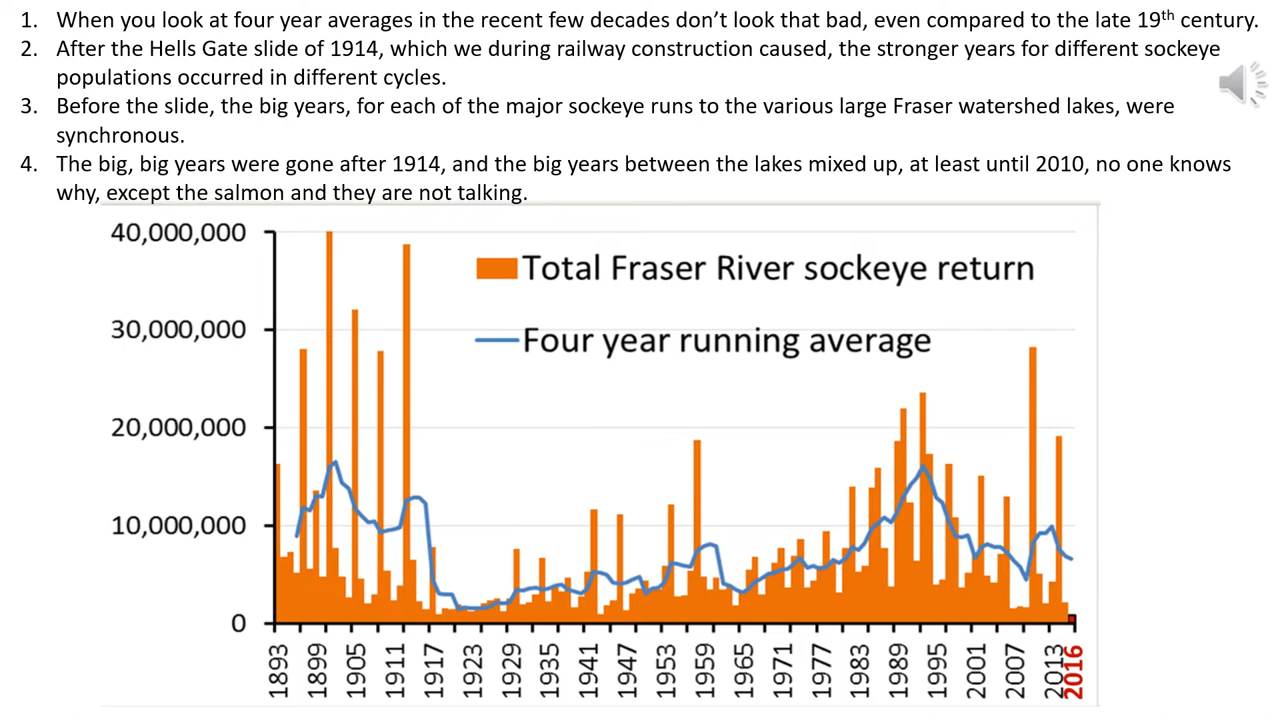 1. When you look at four year averages in the recent few decades don’t look that bad, even compared to the late 19th century.
2. After the Hells Gate slide of 1914, which we during railway construction caused, the stronger years for different sockeye
populations occurred in different cycles.
3. Before the slide, the big years, for each of the major sockeye runs to the various large Fraser watershed lakes, were
synchronous.
4. The big, big years were gone after 1914, and the big years between the lakes mixed up, at least until 2010, no one knows
why, except the salmon and they are not talking.
40,000,000
Total Fraser River sockeye return
30,000,000
Four year running average
20,000,000
10,000,000
0
1893 1899 1905 1911 1917 1923 1929 1935 1941 1947 1953 1959 1965 1971 1977 1983 1989 1995 2001 2007 2013 2016